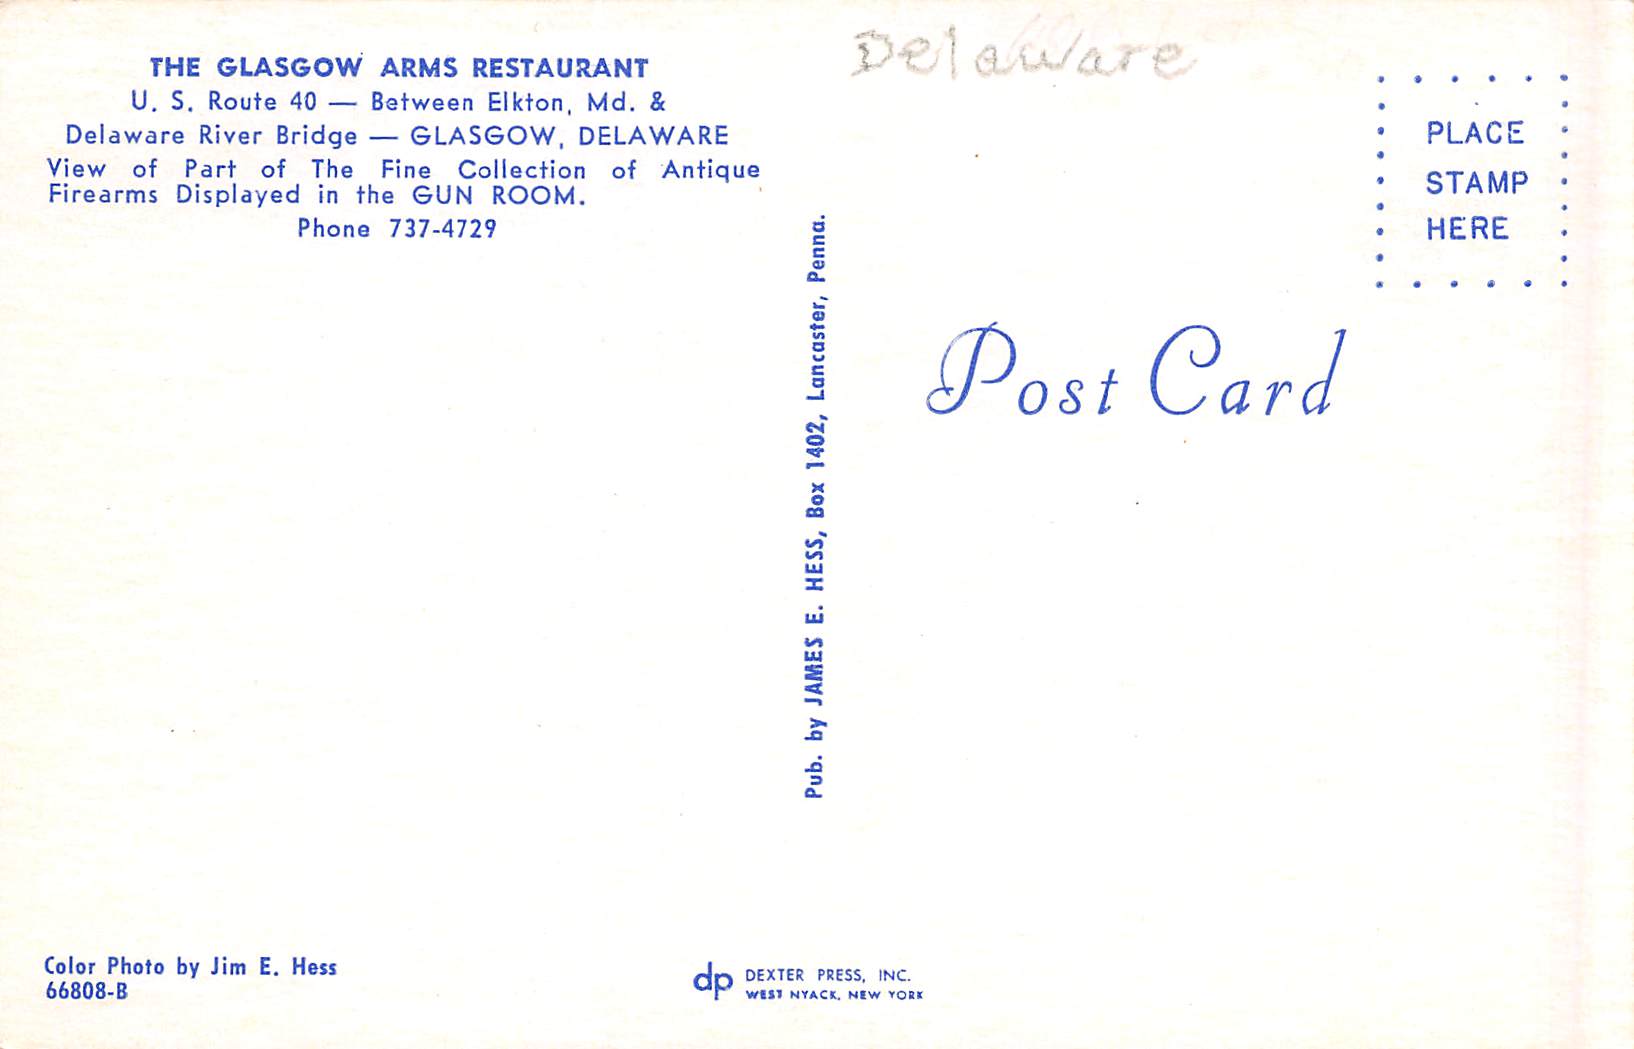 THE GLASGOW ARMS RESTAURANT
U. S. Route 40 — Between Elkton, Md. &
Delaware River Bridge — GLASGOW, DELAWARE
View of Part of The Fine Collection of Antique
Firearms Displayed in the GUN ROOM.
Phone 737-4729
Color Photo by Jim E. Hess
66808-B
Pub. by JAMES E. HESS, Box 1402, Lancaster, Penna.
dp
DEXTER PRESS, INC.
WEST NYACK, NEW YORK
Delaware
PLACE
STAMP
HERE
Post Card